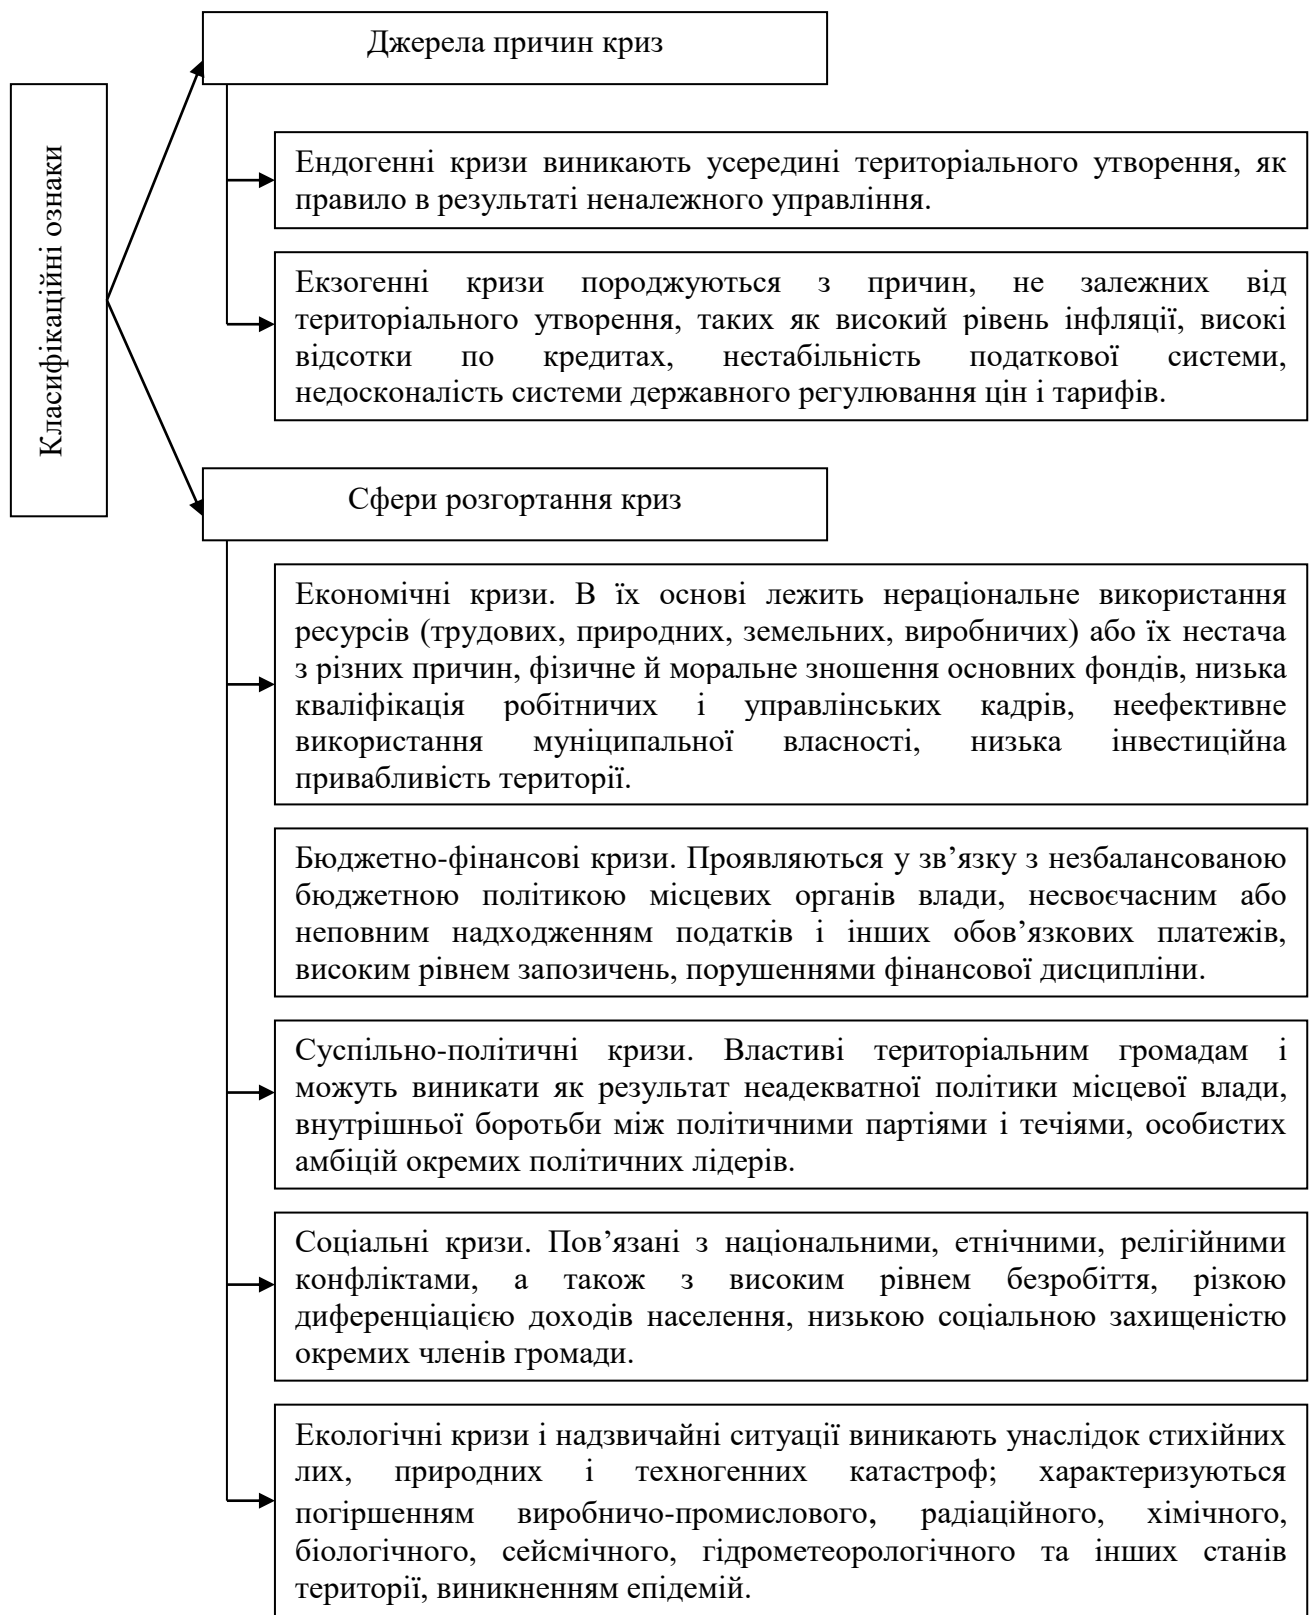 Джерела причин криз
Класифікаційні ознаки
Ендогенні кризи виникають усередині територіального утворення, як
правило в результаті неналежного управління.
Екзогенні кризи породжуються з причин, не залежних від
територіального утворення, таких як високий рівень інфляції, високі
відсотки по кредитах, нестабільність податкової системи,
недосконалість системи державного регулювання цін і тарифів.
Сфери розгортання криз
Економічні кризи. В їх основі лежить нераціональне використання
ресурсів (трудових, природних, земельних, виробничих) або їх нестача
з різних причин, фізичне й моральне зношення основних фондів, низька
кваліфікація робітничих і управлінських кадрів, неефективне
використання муніципальної власності, низька інвестиційна
привабливість території.
Бюджетно-фінансові кризи. Проявляються у зв’язку з незбалансованою
бюджетною політикою місцевих органів влади, несвоєчасним або
неповним надходженням податків і інших обов’язкових платежів,
високим рівнем запозичень, порушеннями фінансової дисципліни.
Суспільно-політичні кризи. Властиві територіальним громадам і
можуть виникати як результат неадекватної політики місцевої влади,
внутрішньої боротьби між політичними партіями і течіями, особистих
амбіцій окремих політичних лідерів.
Соціальні кризи. Пов’язані з національними, етнічними, релігійними
конфліктами, а також з високим рівнем безробіття, різкою
диференціацією доходів населення, низькою соціальною захищеністю
окремих членів громади.
Екологічні кризи і надзвичайні ситуації виникають унаслідок стихійних
лих, природних і техногенних катастроф; характеризуються
погіршенням виробничо-промислового, радіаційного, хімічного,
біологічного, сейсмічного, гідрометеорологічного та інших станів
території, виникненням епідемій.